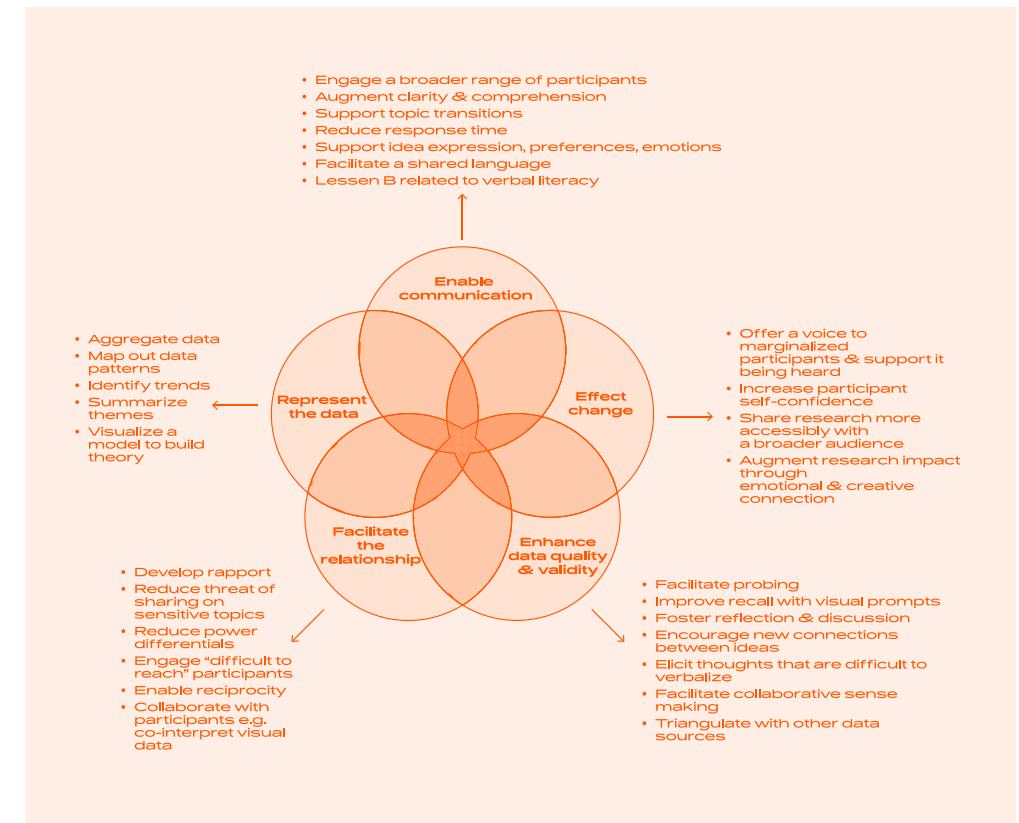 • Engage a broader range of participants
• Augment clarity & comprehension
• Support topic transitions
• Reduce response time
• Support idea expression, preferences, emotions
• Facilitate a shared language
• Lessen B related to verbal literacy
Enable
communication
• Aggregate data
• Map out data
patterns
• Identify trends
• Summarize
themes
• Visualize a
model to build
theory
Represent
the data
Effect
change
• Offer a voice to
marginalized
participants & support it
being heard
• Increase participant
self-confidence
• Share research more
accessibly with
a broader audience
• Augment research impact
through
emotional & creative
connection
Facilitate
the
relationship
Enhance
data quality
& validity
• Develop rapport
• Reduce threat of
sharing on
sensitive topics
• Reduce power
differentials
• Engage “difficult to
reach” participants
• Enable reciprocity
• Collaborate with
participants e.g.
co-interpret visual
data
• Facilitate probing
• Improve recall with visual prompts
• Foster reflection & discussion
• Encourage new connections
between ideas
• Elicit thoughts that are difficult to
verbalize
• Facilitate collaborative sense
making
• Triangulate with other data
sources